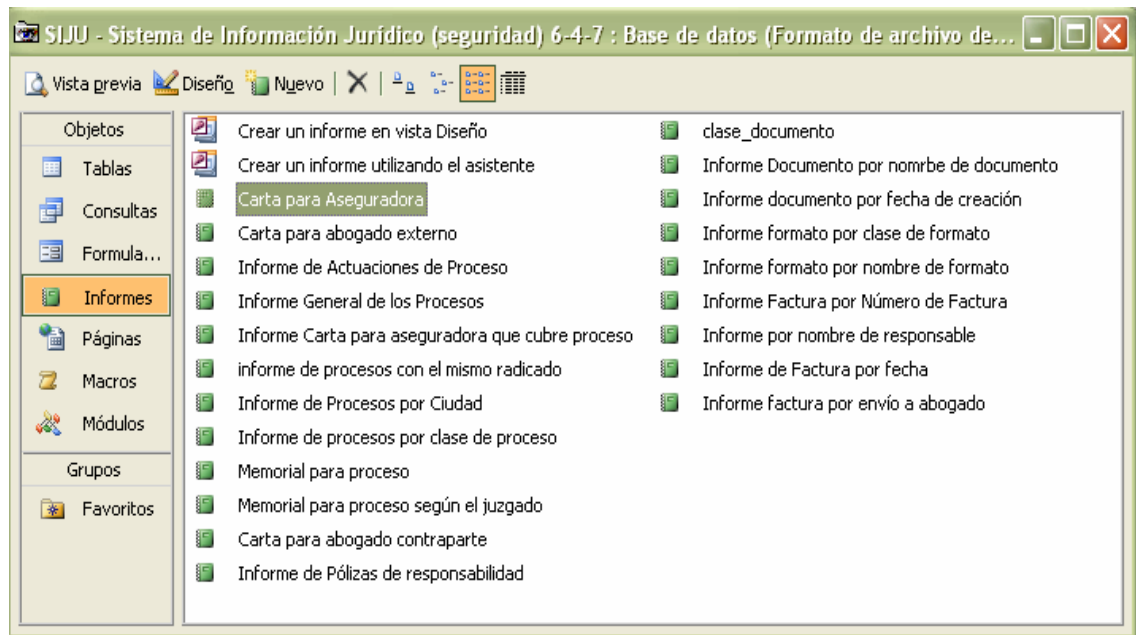 SIJU - Sistema de Información Jurídico (seguridad) 6-4-7 : Base de datos (Formato de archivo de...
Vista previa Diseño Nuevo
Objetos
Tablas
Consultas
Formula...
Informes
Páginas
Macros
Módulos
Grupos
Favoritos
Crear un informe en vista Diseño
Crear un informe utilizando el asistente
Carta para Aseguradora
Carta para abogado externo
Informe de Actuaciones de Proceso
Informe General de los Procesos
Informe Carta para aseguradora que cubre proceso
informe de procesos con el mismo radicado
Informe de Procesos por Ciudad
Informe de procesos por clase de proceso
Memorial para proceso
Memorial para proceso según el juzgado
Carta para abogado contraparte
Informe de Pólizas de responsabilidad
clase_documento
Informe Documento por nomrbe de documento
Informe documento por fecha de creación
Informe formato por clase de formato
Informe formato por nombre de formato
Informe Factura por Número de Factura
Informe por nombre de responsable
Informe de Factura por fecha
Informe factura por envío a abogado